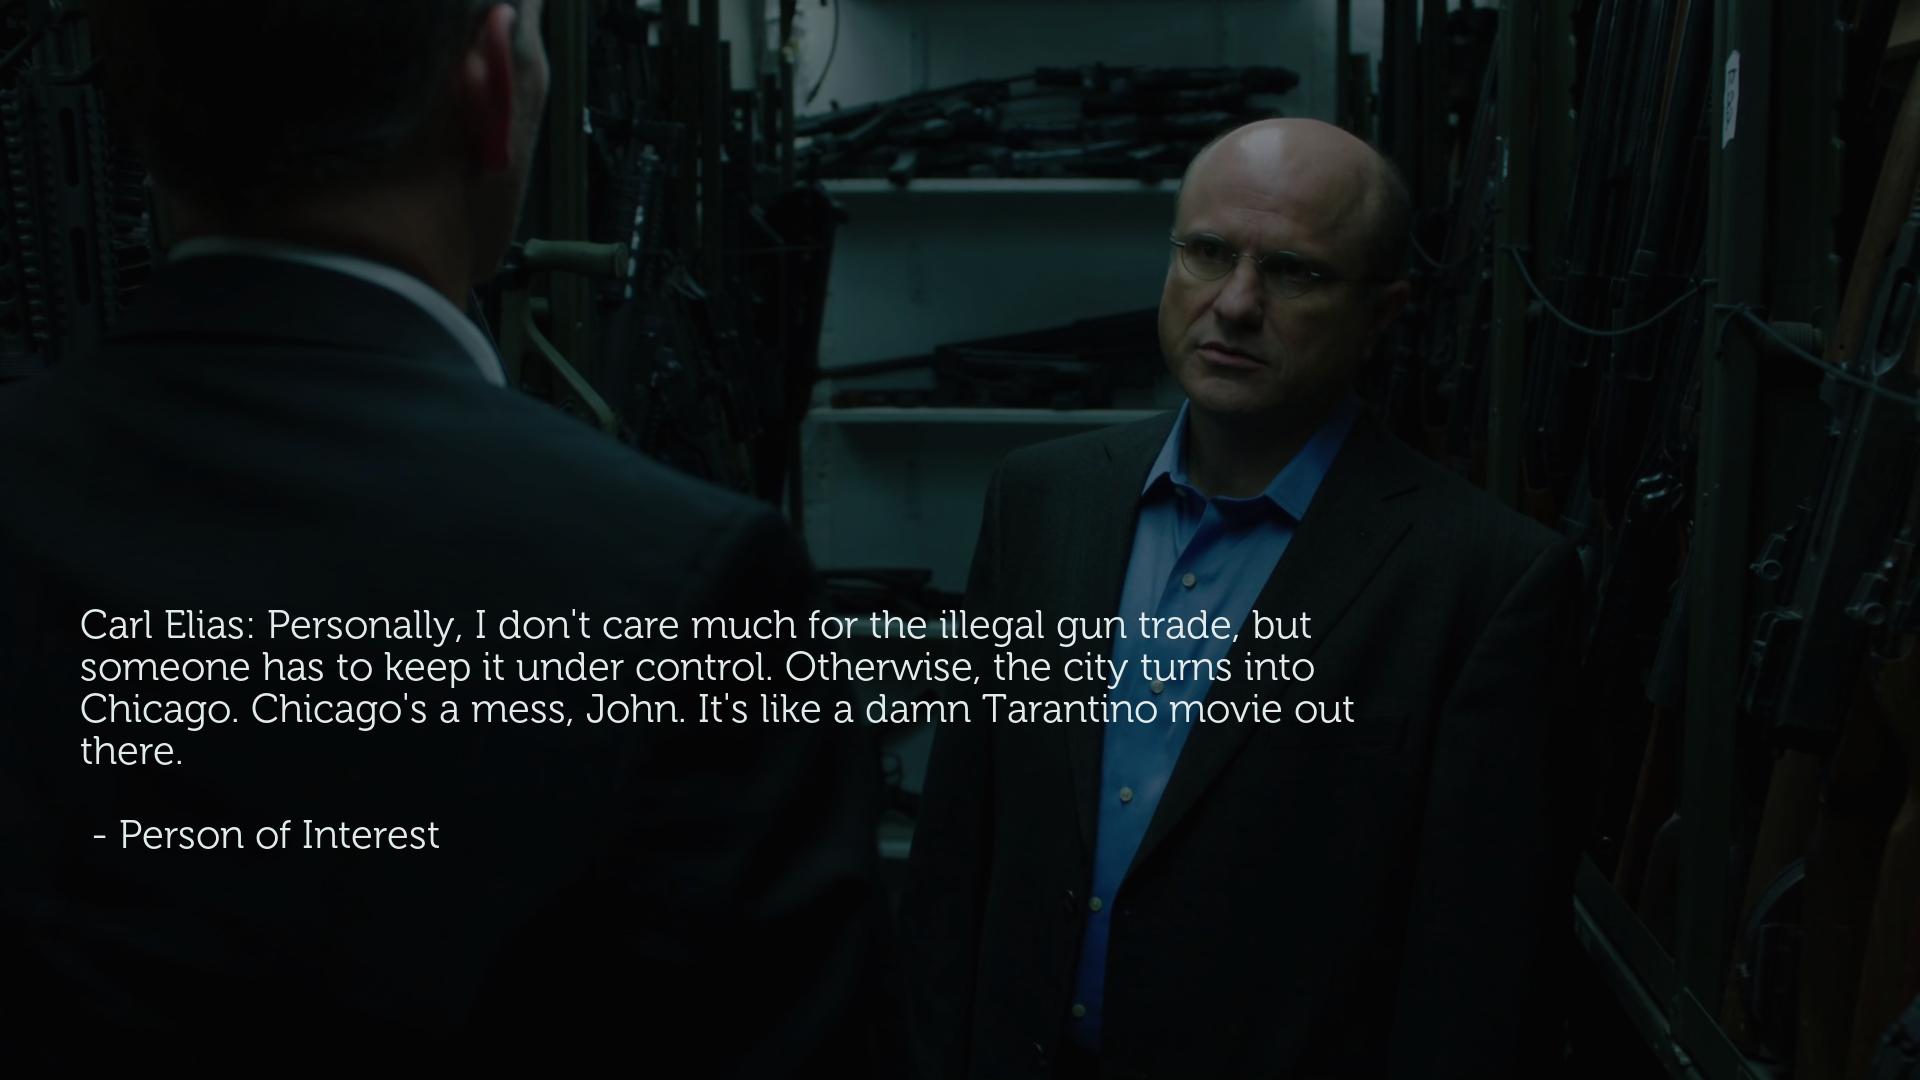 Carl Elias: Personally, I don't care much for the illegal gun trade, but
someone has to keep it under control. Otherwise, the city turns into
Chicago. Chicago's a mess, John. It's like a damn Tarantino movie out
there.
- Person of Interest